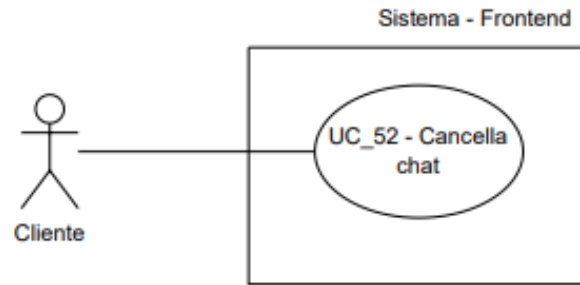 Sistema - Frontend
UC_52 - Cancella
chat
Cliente